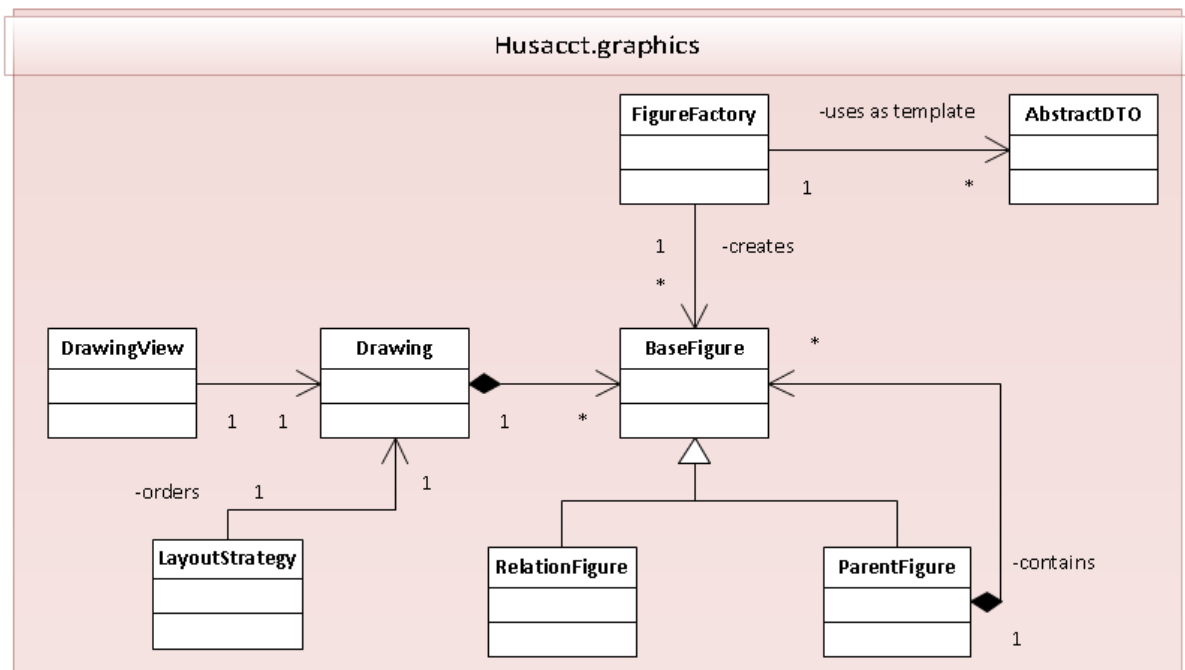 Husacct.graphics
FigureFactory
-uses as template
AbstractDTO
1
*
1
-creates
*
DrawingView
Drawing
BaseFigure
*
1
1
1
*
-orders
1
1
LayoutStrategy
RelationFigure
ParentFigure
-contains
1